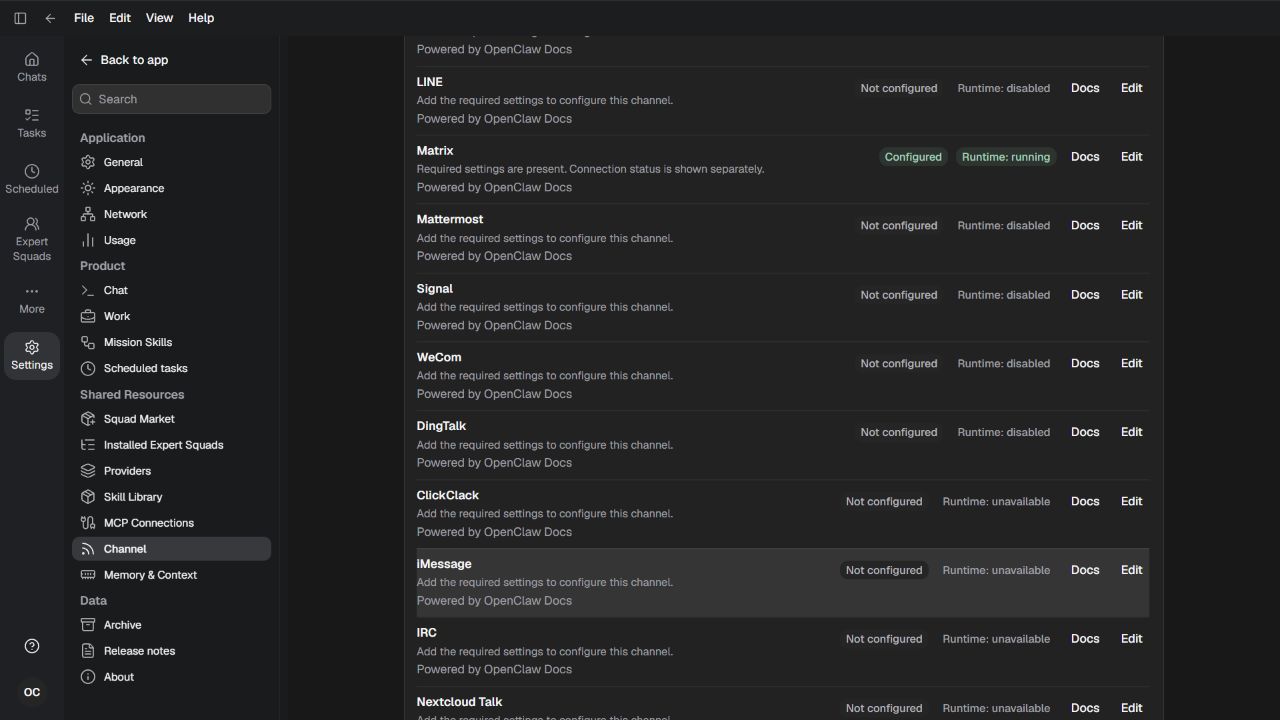 File Edit View Help
Chats
Tasks
Scheduled
Expert
Squads
More
Settings
OC
Back to app
Search
Application
General
Appearance
Network
Usage
Product
Chat
Work
Mission Skills
Scheduled tasks
Shared Resources
Squad Market
Installed Expert Squads
Providers
Skill Library
MCP Connections
Channel
Memory & Context
Data
Archive
Release notes
About
Powered by OpenClaw Docs
LINE
Add the required settings to configure this channel.
Powered by OpenClaw Docs
Not configured Runtime: disabled Docs Edit
Matrix
Required settings are present. Connection status is shown separately.
Powered by OpenClaw Docs
Configured Runtime: running Docs Edit
Mattermost
Add the required settings to configure this channel.
Powered by OpenClaw Docs
Not configured Runtime: disabled Docs Edit
Signal
Add the required settings to configure this channel.
Powered by OpenClaw Docs
Not configured Runtime: disabled Docs Edit
WeCom
Add the required settings to configure this channel.
Powered by OpenClaw Docs
Not configured Runtime: disabled Docs Edit
DingTalk
Add the required settings to configure this channel.
Powered by OpenClaw Docs
Not configured Runtime: disabled Docs Edit
ClickClack
Add the required settings to configure this channel.
Powered by OpenClaw Docs
Not configured Runtime: unavailable Docs Edit
iMessage
Add the required settings to configure this channel.
Powered by OpenClaw Docs
Not configured Runtime: unavailable Docs Edit
IRC
Add the required settings to configure this channel.
Powered by OpenClaw Docs
Not configured Runtime: unavailable Docs Edit
Nextcloud Talk
Add the required settings to configure this channel.
Not configured Runtime: unavailable Docs Edit